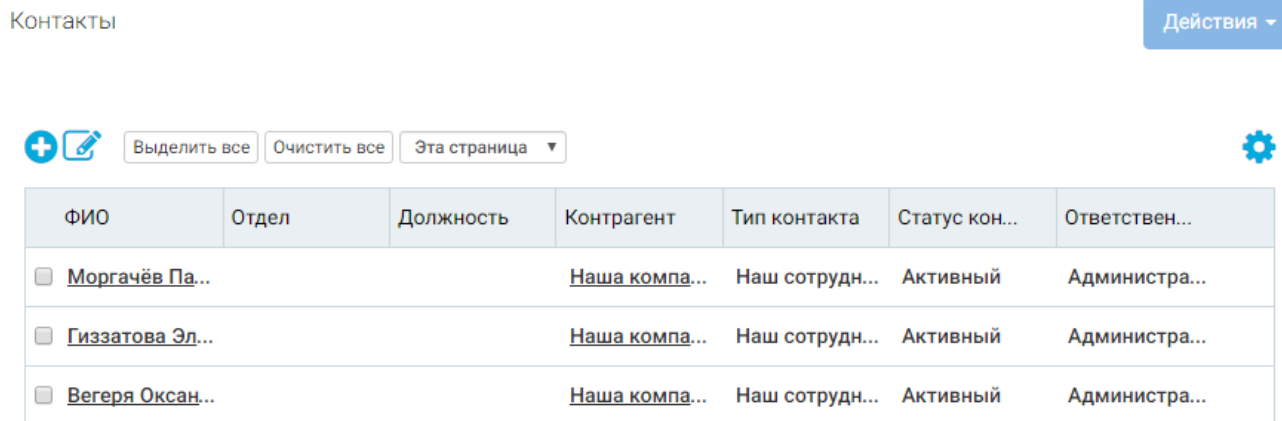 Контакты
Действия
Выделить все Очистить все Эта страница
ФИО Отдел Должность Контрагент Тип контакта Статус кон... Ответствен...
Моргачёв Па... Наша компа... Наш сотрудн... Активный Администра...
Гиззатова Эл... Наша компа... Наш сотрудн... Активный Администра...
Вегеря Оксан... Наша компа... Наш сотрудн... Активный Администра...